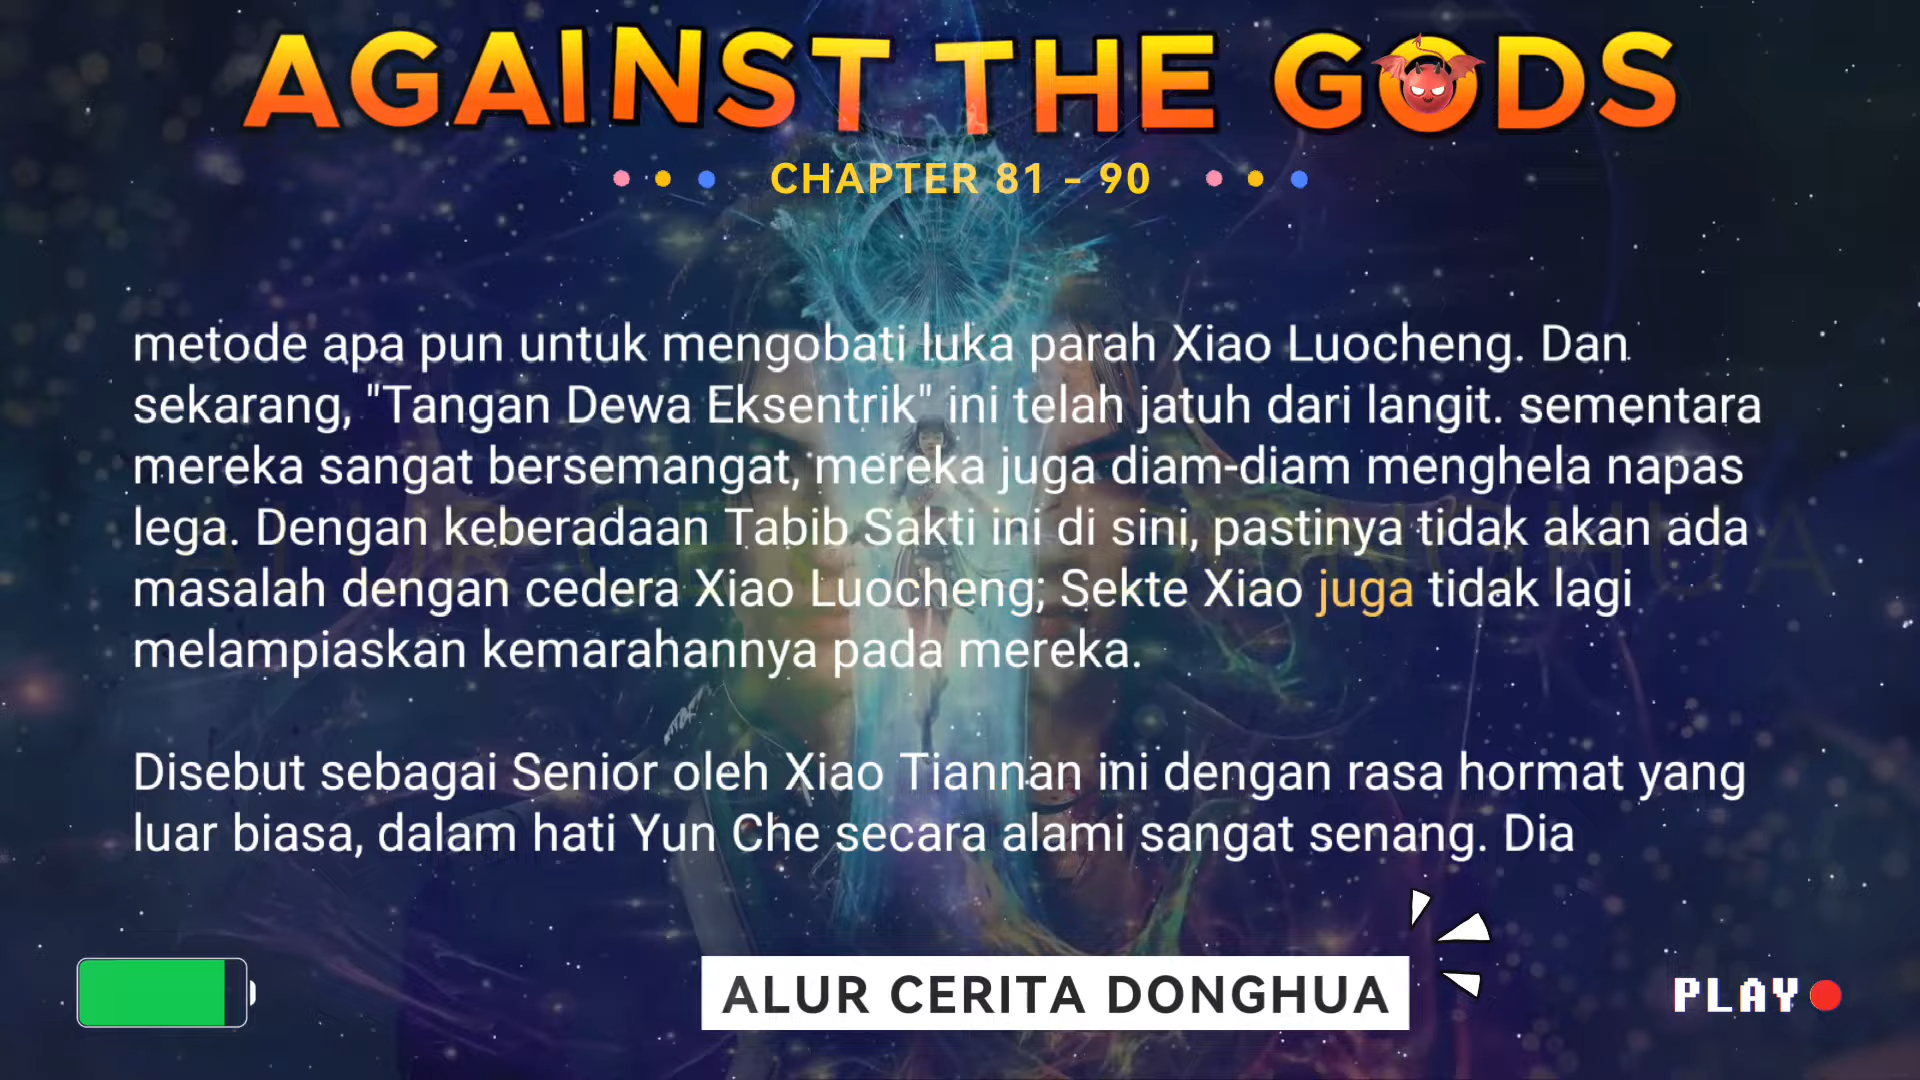 AGAINST THE GODS
CHAPTER 81 - 90
metode apa pun untuk mengobati luka parah Xiao Luocheng. Dan
sekarang, "Tangan Dewa Eksentrik" ini telah jatuh dari langit. sementara
mereka sangat bersemangat, mereka juga diam-diam menghela napas
lega. Dengan keberadaan Tabib Sakti ini di sini, pastinya tidak akan ada
masalah dengan cedera Xiao Luocheng; Sekte Xiao juga tidak lagi
melampiaskan kemarahannya pada mereka.
Disebut sebagai Senior oleh Xiao Tiannan ini dengan rasa hormat yang
luar biasa, dalam hati Yun Che secara alami sangat senang. Dia
ALUR CERITA DONGHUA
PLAY